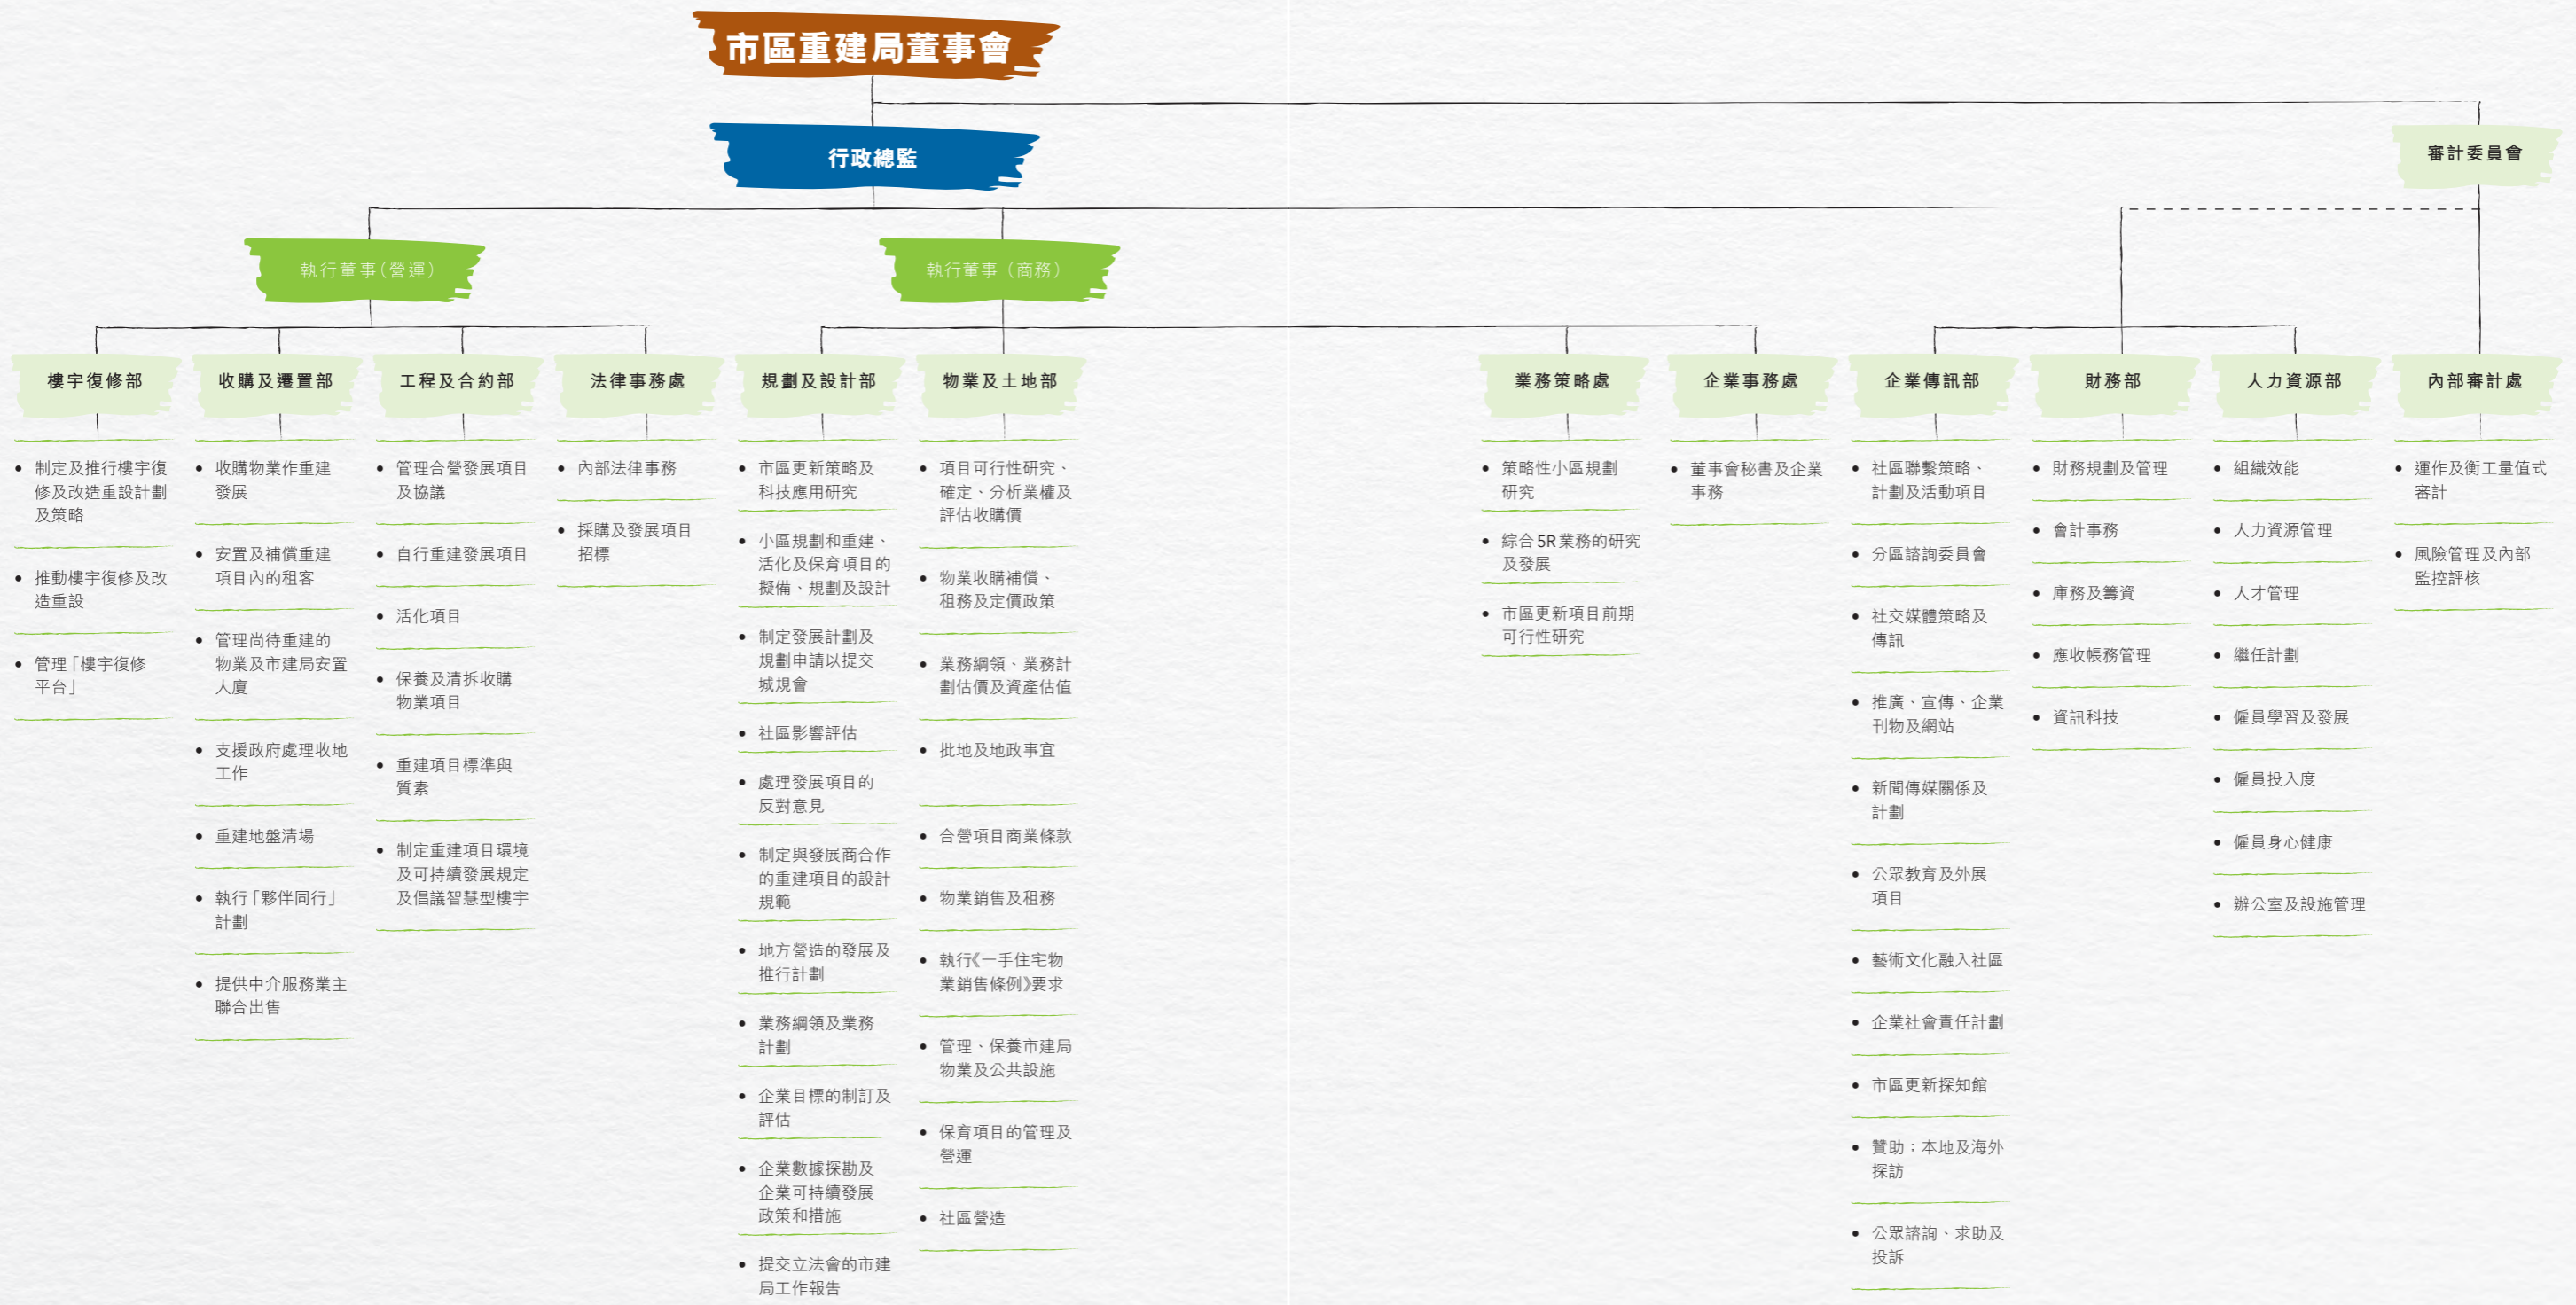 市區重建局董事會
行政總監
審計委員會
執行董事(營運)
執行董事（商務）
樓宇復修部
• 制定及推行樓宇復
修及改造重設計劃
及策略
• 推動樓宇復修及改
造重設
• 管理「樓宇復修
平台」
收購及遷置部
• 收購物業作重建
發展
• 安置及補償重建
項目內的租客
• 管理尚待重建的
物業及市建局安置
大廈
• 支援政府處理收地
工作
• 重建地盤清場
• 執行「夥伴同行」
計劃
• 提供中介服務業主
聯合出售
工程及合約部
• 管理合營發展項目
及協議
• 自行重建發展項目
• 活化項目
• 保養及清拆收購
物業項目
• 重建項目標準與
質素
• 制定重建項目環境
及可持續發展規定
及倡議智慧型樓宇
法律事務處
• 內部法律事務
• 採購及發展項目
招標
規劃及設計部
• 市區更新策略及
科技應用研究
• 小區規劃和重建、
活化及保育項目的
擬備、規劃及設計
• 制定發展計劃及
規劃申請以提交
城規會
• 社區影響評估
• 處理發展項目的
反對意見
• 制定與發展商合作
的重建項目的設計
規範
• 地方營造的發展及
推行計劃
• 業務綱領及業務
計劃
• 企業目標的制訂及
評估
• 企業數據探勘及
企業可持續發展
政策和措施
• 提交立法會的市建
局工作報告
物業及土地部
• 項目可行性研究、
確定、分析業權及
評估收購價
• 物業收購補償、
租務及定價政策
• 業務綱領、業務計
劃估價及資產估值
• 批地及地政事宜
• 合營項目商業條款
• 物業銷售及租務
• 執行《一手住宅物
業銷售條例》要求
• 管理、保養市建局
物業及公共設施
• 保育項目的管理及
營運
• 社區營造
業務策略處
• 策略性小區規劃
研究
• 綜合5R業務的研究
及發展
• 市區更新項目前期
可行性研究
企業事務處
• 董事會秘書及企業
事務
企業傳訊部
• 社區聯繫策略、
計劃及活動項目
• 分區諮詢委員會
• 社交媒體策略及
傳訊
• 推廣、宣傳、企業
刊物及網站
• 新聞傳媒關係及
計劃
• 公眾教育及外展
項目
• 藝術文化融入社區
• 企業社會責任計劃
• 市區更新探知館
• 贊助；本地及海外
探訪
• 公眾諮詢、求助及
投訴
財務部
• 財務規劃及管理
• 會計事務
• 庫務及籌資
• 應收帳務管理
• 資訊科技
人力資源部
• 組織效能
• 人力資源管理
• 人才管理
• 繼任計劃
• 僱員學習及發展
• 僱員投入度
• 僱員身心健康
• 辦公室及設施管理
內部審計處
• 運作及衡工量值式
審計
• 風險管理及內部
監控評核